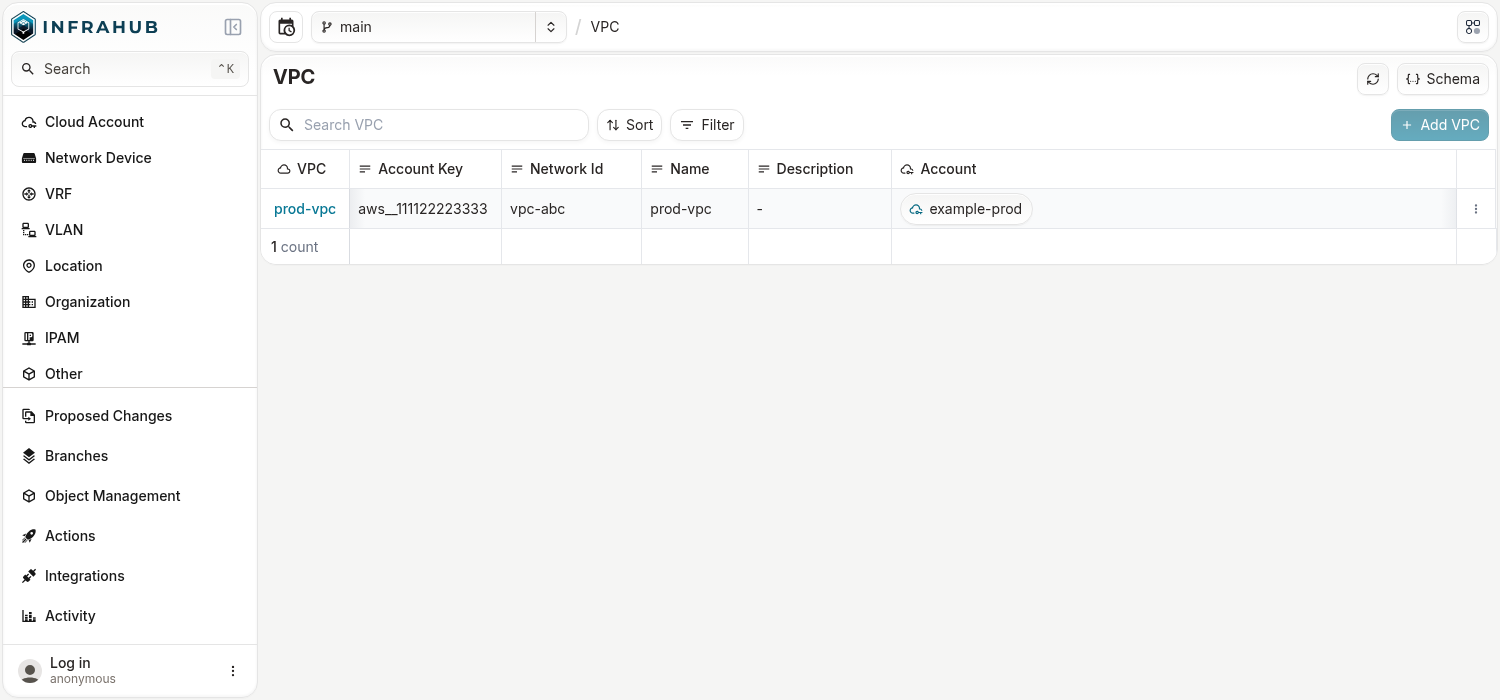 INFRAHUB
Search ⌃K
Cloud Account
Network Device
VRF
VLAN
Location
Organization
IPAM
Other
Proposed Changes
Branches
Object Management
Actions
Integrations
Activity
Log in
anonymous
main / VPC
VPC
Schema
Search VPC Sort Filter + Add VPC
VPC Account Key Network Id Name Description Account
prod-vpc aws__111122223333 vpc-abc prod-vpc - example-prod
1 count